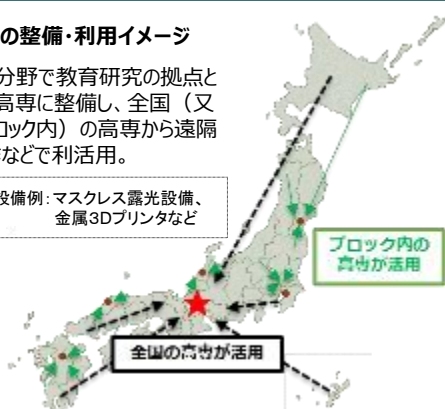 の整備・利用イメージ
分野で教育研究の拠点と
高専に整備し、全国（又
ロック内）の高専から遠隔
などで利活用。
設備例：マスクレス露光設備、
金属３Dプリンタなど
ブロック内の
高専が活用
全国の高専が活用